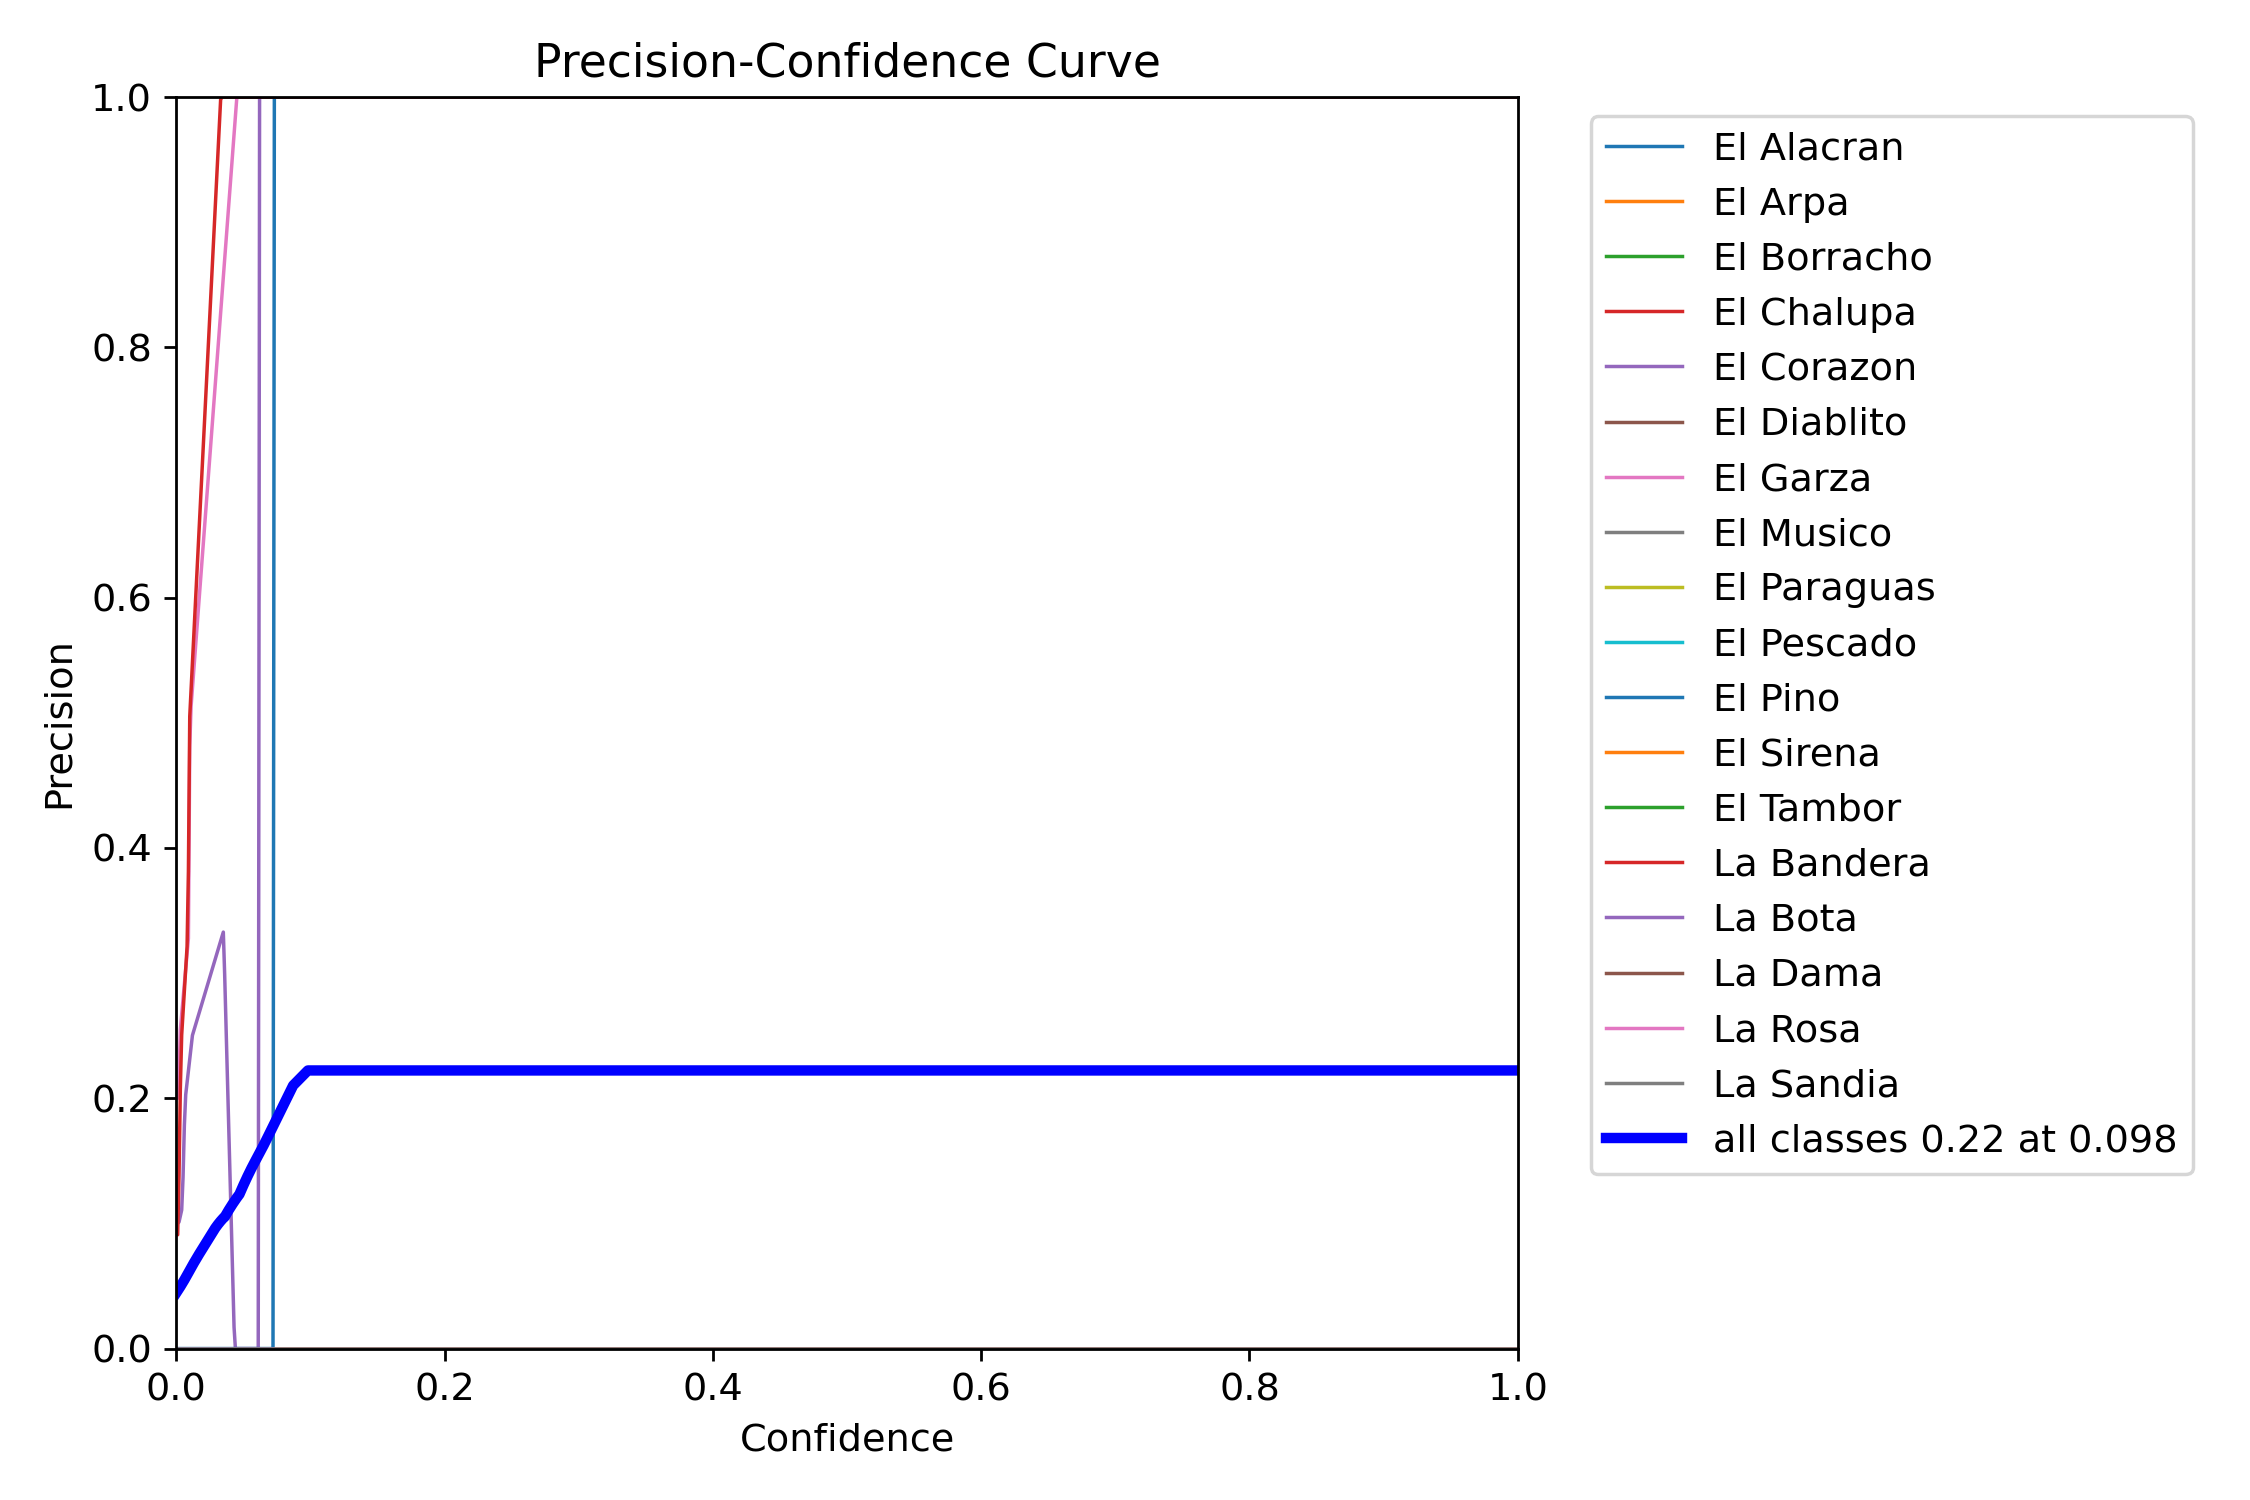 Precision-Confidence Curve
1.0
0.8
0.6
0.4
0.2
0.0
Precision
0.0 0.2 0.4 0.6 0.8 1.0
Confidence
El Alacran
El Arpa
El Borracho
El Chalupa
El Corazon
El Diablito
El Garza
El Musico
El Paraguas
El Pescado
El Pino
El Sirena
El Tambor
La Bandera
La Bota
La Dama
La Rosa
La Sandia
all classes 0.22 at 0.098